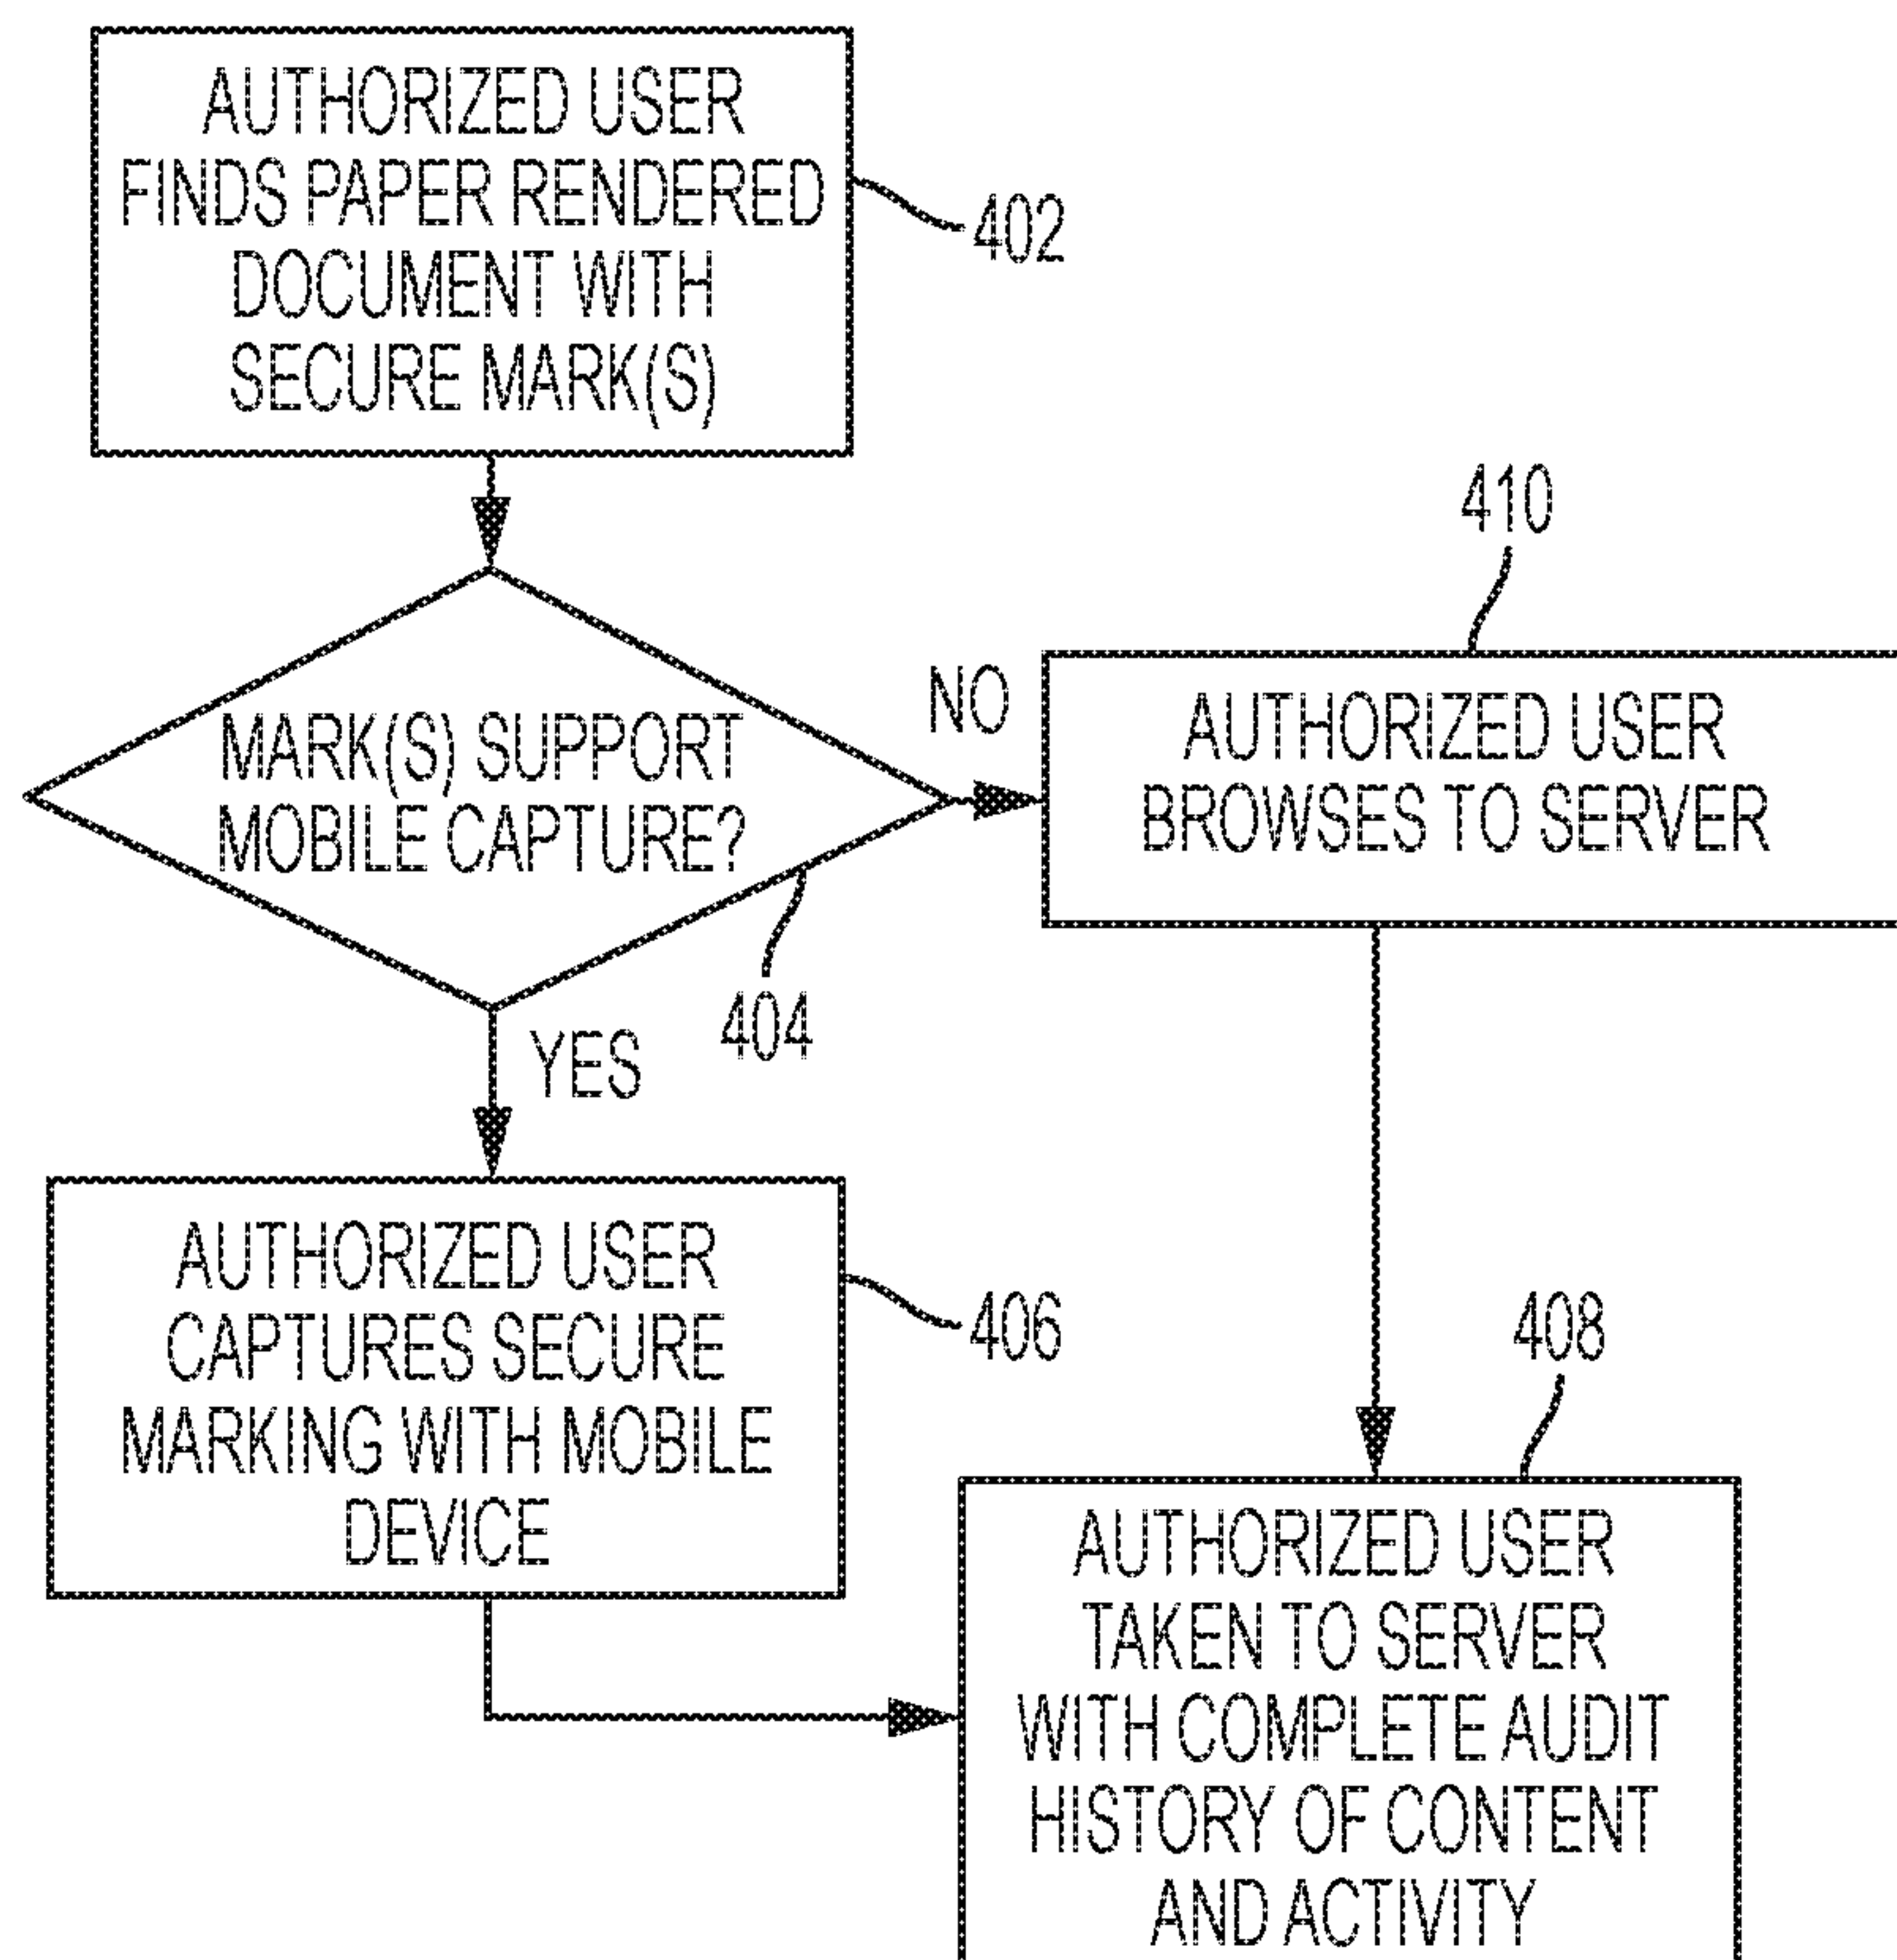 AUTHORIZED USER
FINDS PAPER RENDERED
DOCUMENT WITH
SECURE MARK(S)
402
MARK(S) SUPPORT
MOBILE CAPTURE?
404
NO
410
AUTHORIZED USER
BROWSES TO SERVER
YES
AUTHORIZED USER
CAPTURES SECURE
MARKING WITH MOBILE
DEVICE
406
408
AUTHORIZED USER
TAKEN TO SERVER
WITH COMPLETE AUDIT
HISTORY OF CONTENT
AND ACTIVITY